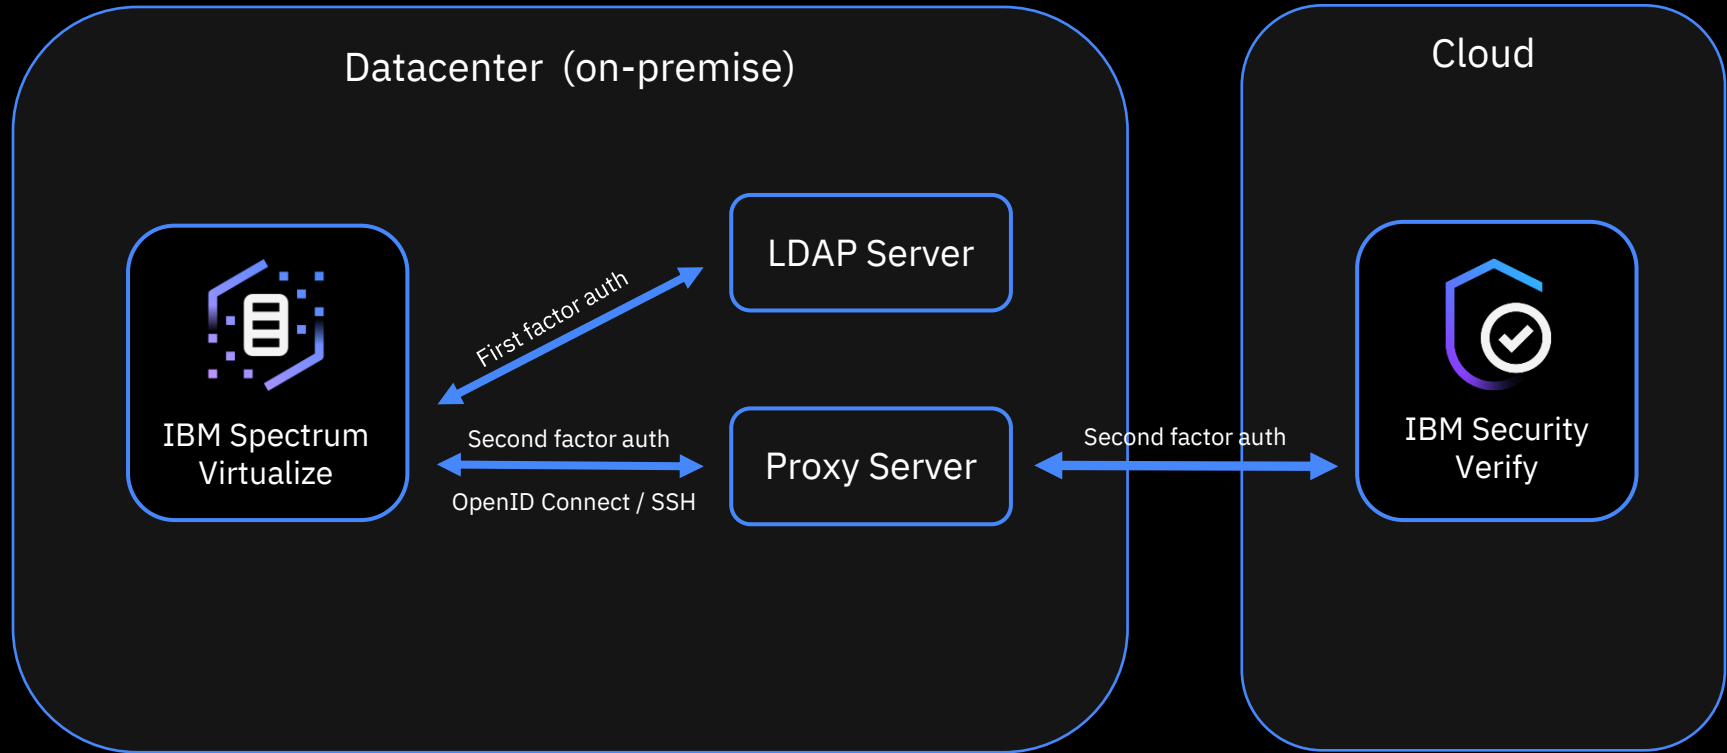 Datacenter (on-premise)
Cloud
LDAP Server
First factor auth
IBM Spectrum
Virtualize
Second factor auth
OpenID Connect / SSH
Proxy Server
Second factor auth
IBM Security
Verify